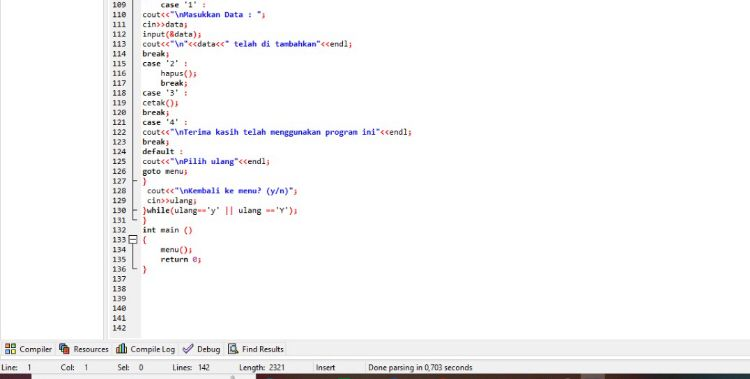 109 case '1' :
110 cout<<"\nMasukkan Data : ";
111 cin>>data;
112 input(&data);
113 cout<<"\n"<<data<<" telah di tambahkan"<<endl;
114 break;
115 case '2' :
116 hapus();
117 break;
118 case '3' :
119 cetak();
120 break;
121 case '4' :
122 cout<<"\nTerima kasih telah menggunakan program ini"<<endl;
123 break;
124 default :
125 cout<<"\nPilih ulang"<<endl;
126 goto menu;
127 }
128 cout<<"\nKembali ke menu? (y/n)";
129 cin>>ulang;
130 }while(ulang=='y' || ulang =='Y');
131 }
132 int main ()
133 {
134 menu();
135 return 0;
136 }
137
138
139
140
141
142
Compiler Resources Compile Log Debug Find Results
Line: 1 Col: 1 Sel: 0 Lines: 142 Length: 2321 Insert Done parsing in 0,703 seconds